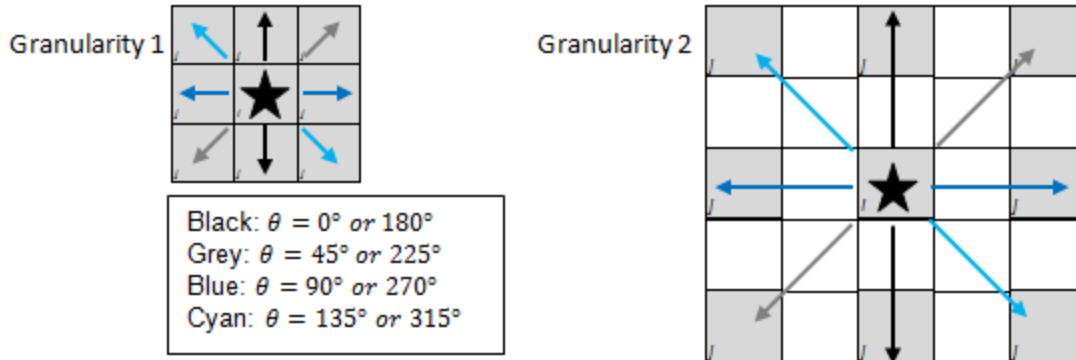 Granularity 1
Granularity 2
Black: θ = 0° or 180°
Grey: θ = 45° or 225°
Blue: θ = 90° or 270°
Cyan: θ = 135° or 315°